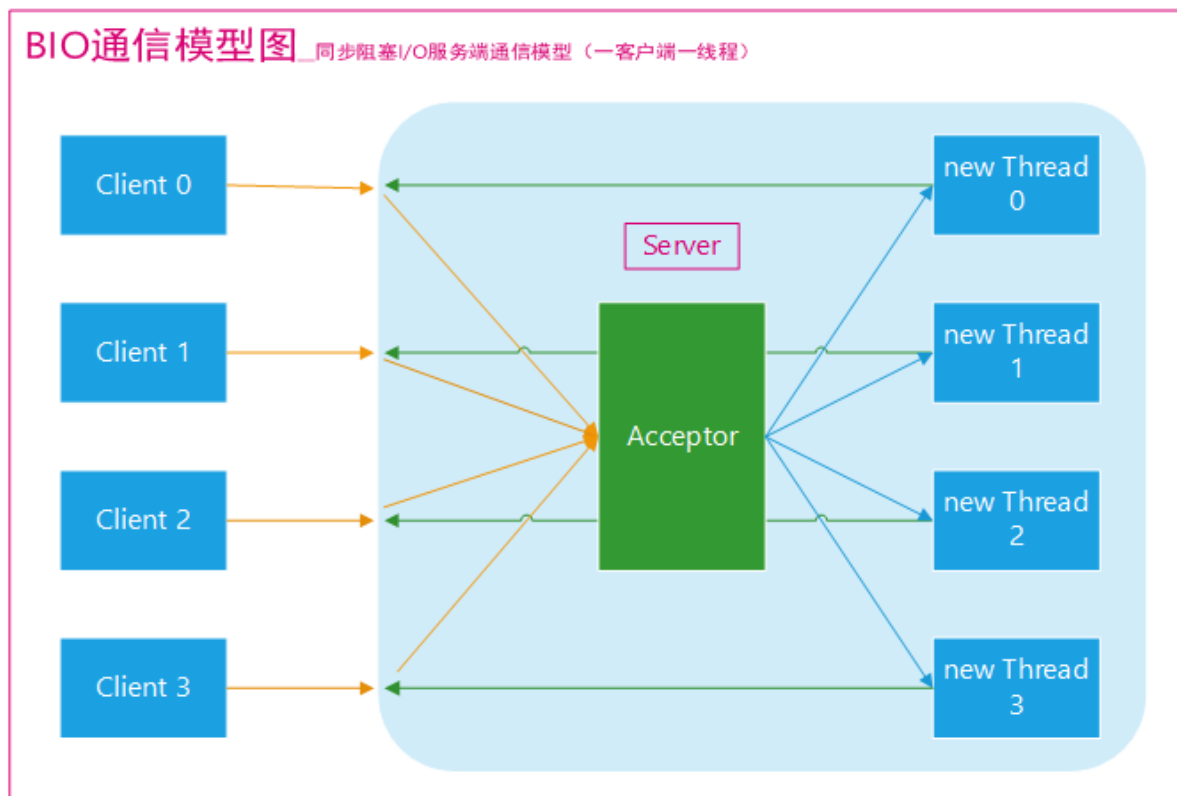 BIO通信模型图_同步阻塞I/O服务端通信模型（一客户端一线程）
Client 0
new Thread
0
Server
Client 1
new Thread
1
Acceptor
Client 2
new Thread
2
Client 3
new Thread
3